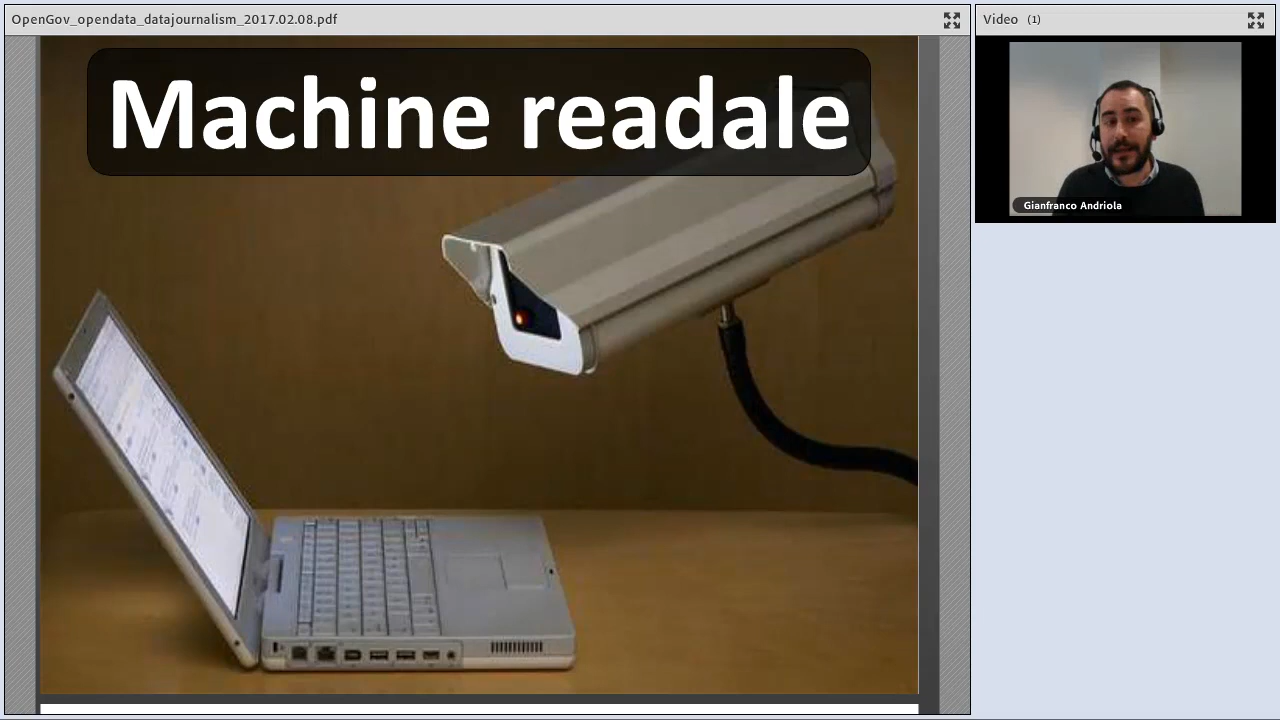 OpenGov_opendata_datajournalism_2017.02.08.pdf
Video (1)
Machine readale
Gianfranco Andriola